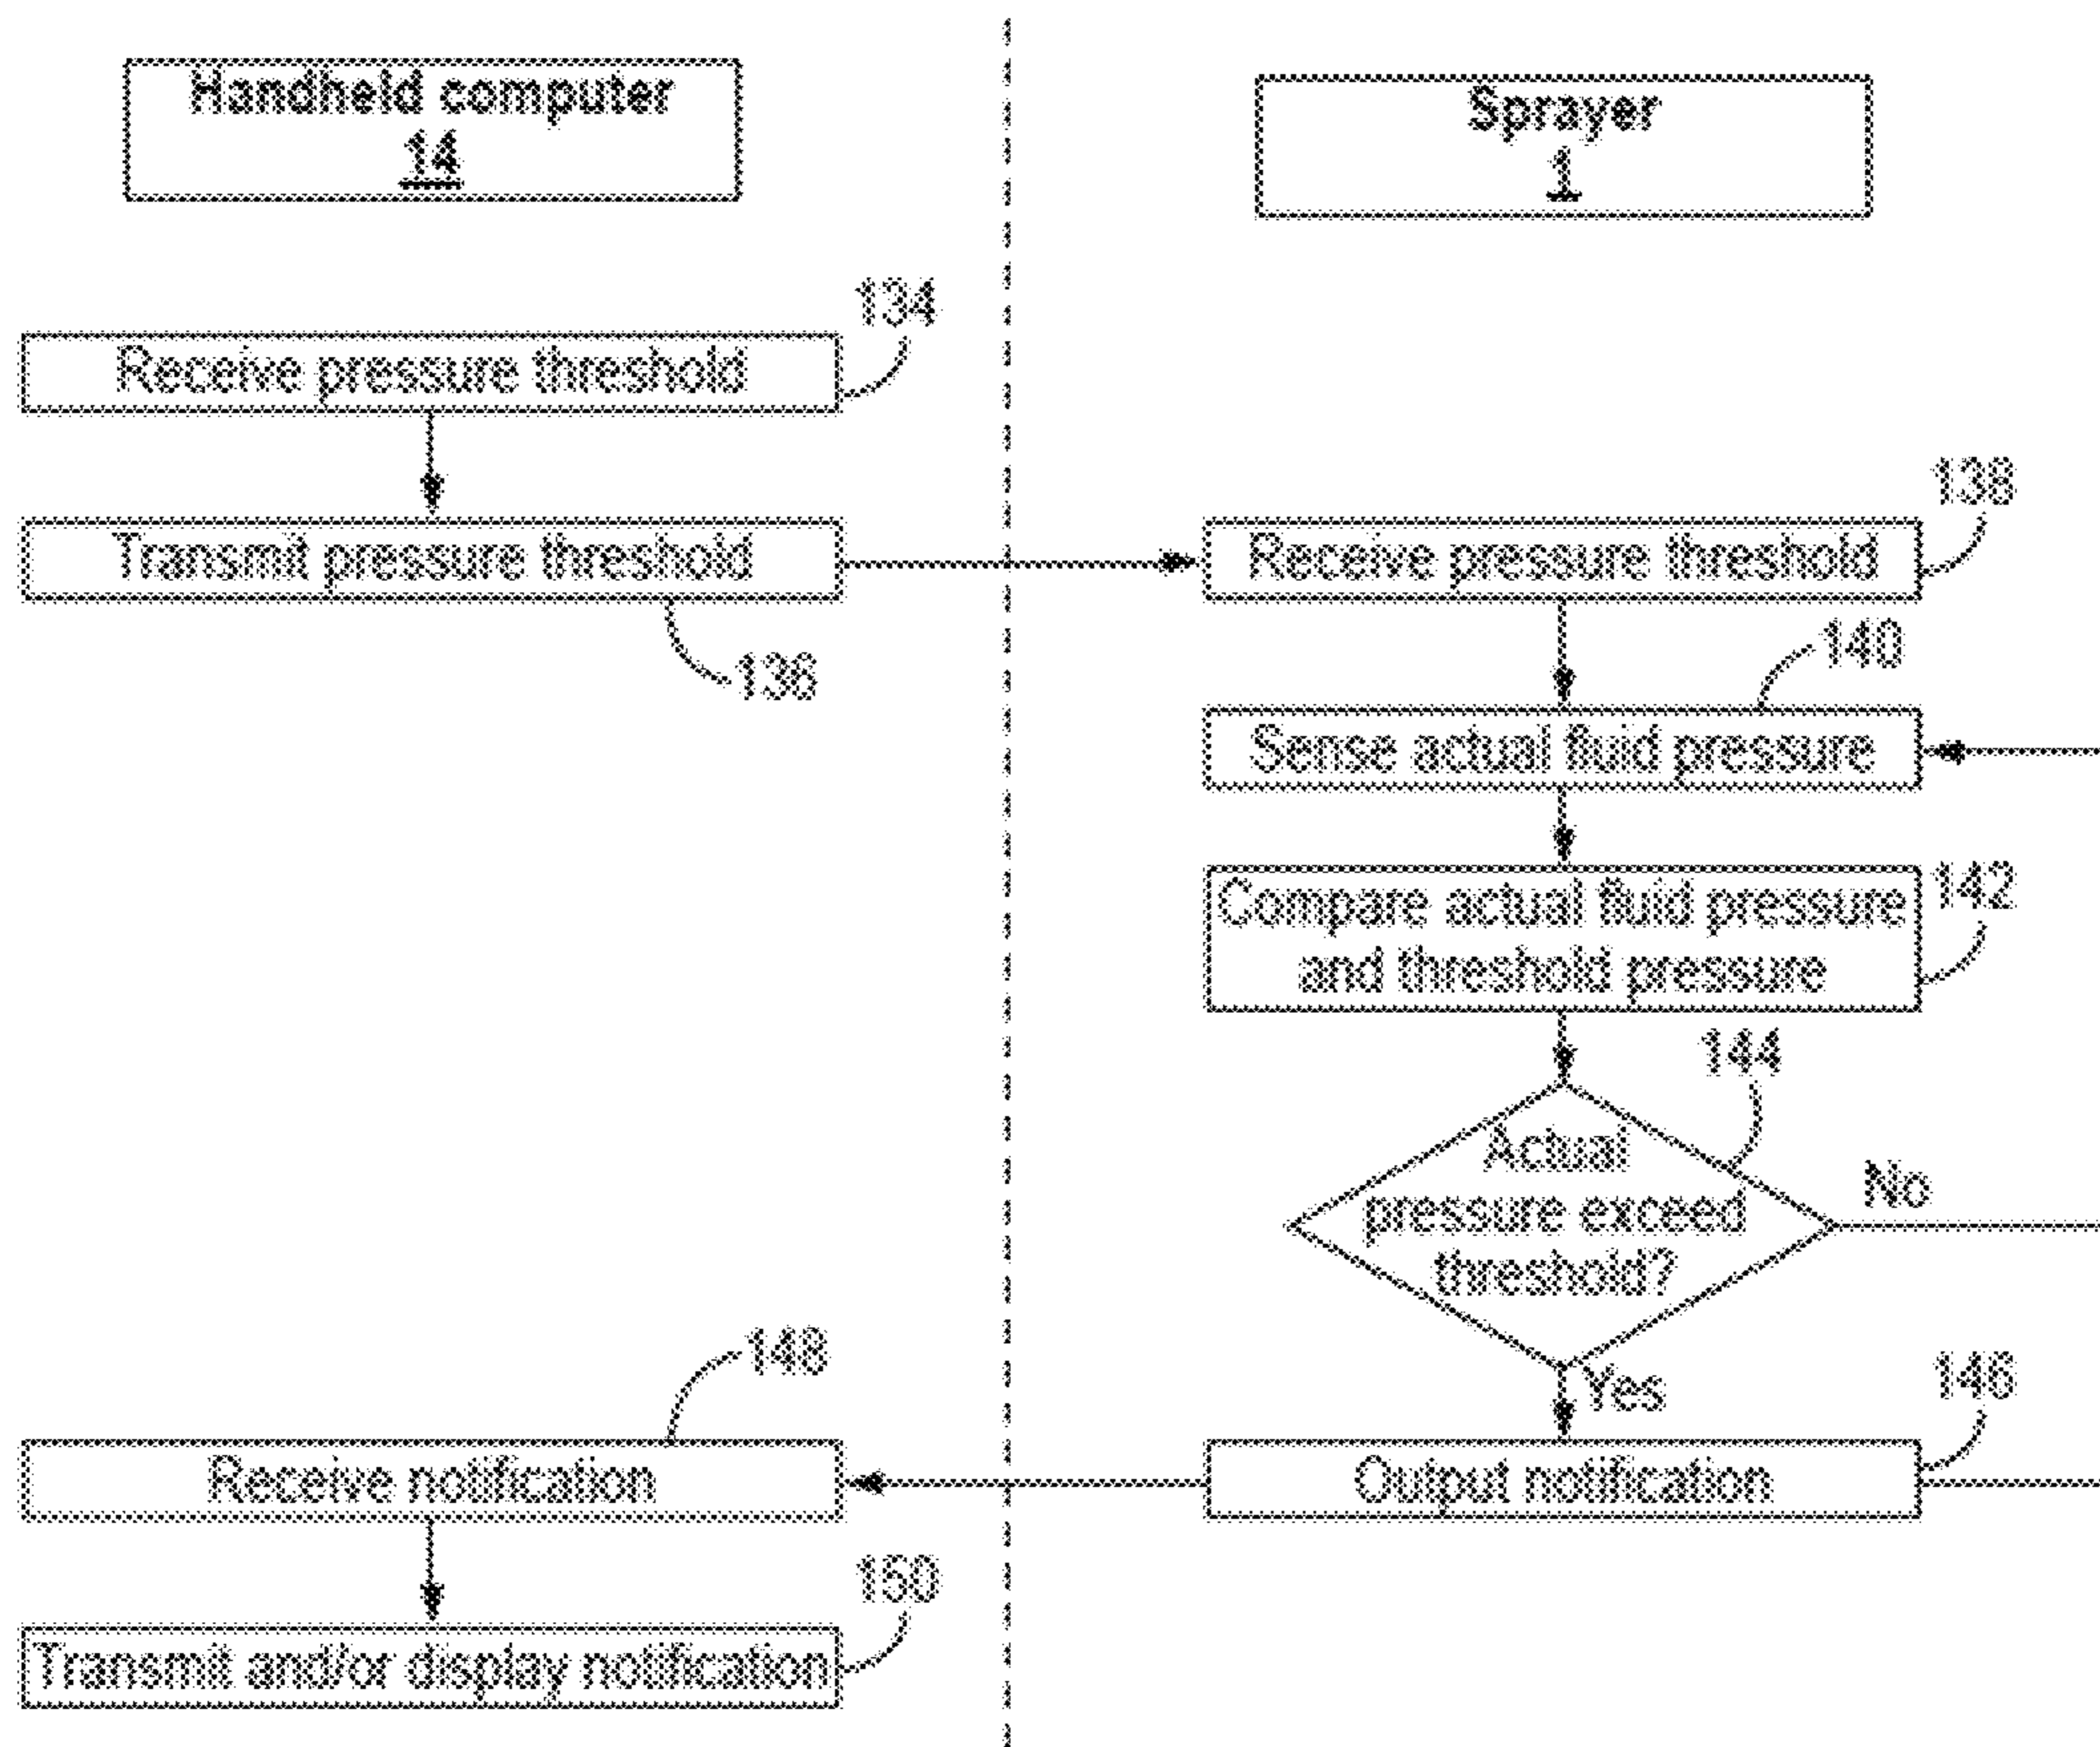 Handheld computer
14
Sprayer
1
134
Receive pressure threshold
138
Transmit pressure threshold
Receive pressure threshold
136
140
Sense actual fluid pressure
142
Compare actual fluid pressure
and threshold pressure
144
Actual
pressure exceed
threshold?
No
Yes
148
146
Receive notification
Output notification
150
Transmit and/or display notification